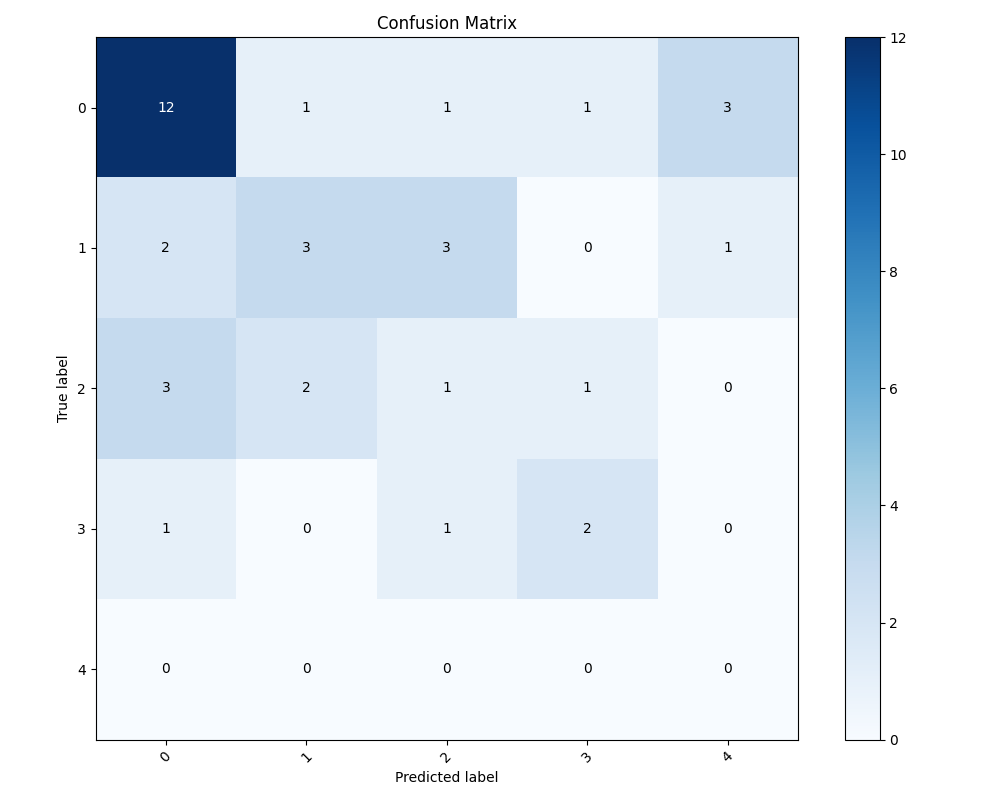 Confusion Matrix
12
0 12 1 1 1 3
10
1 2 3 3 0 1
8
True label
6
2 3 2 1 1 0
4
3 1 0 1 2 0
2
4 0 0 0 0 0
0
0 1 2 3 4
Predicted label